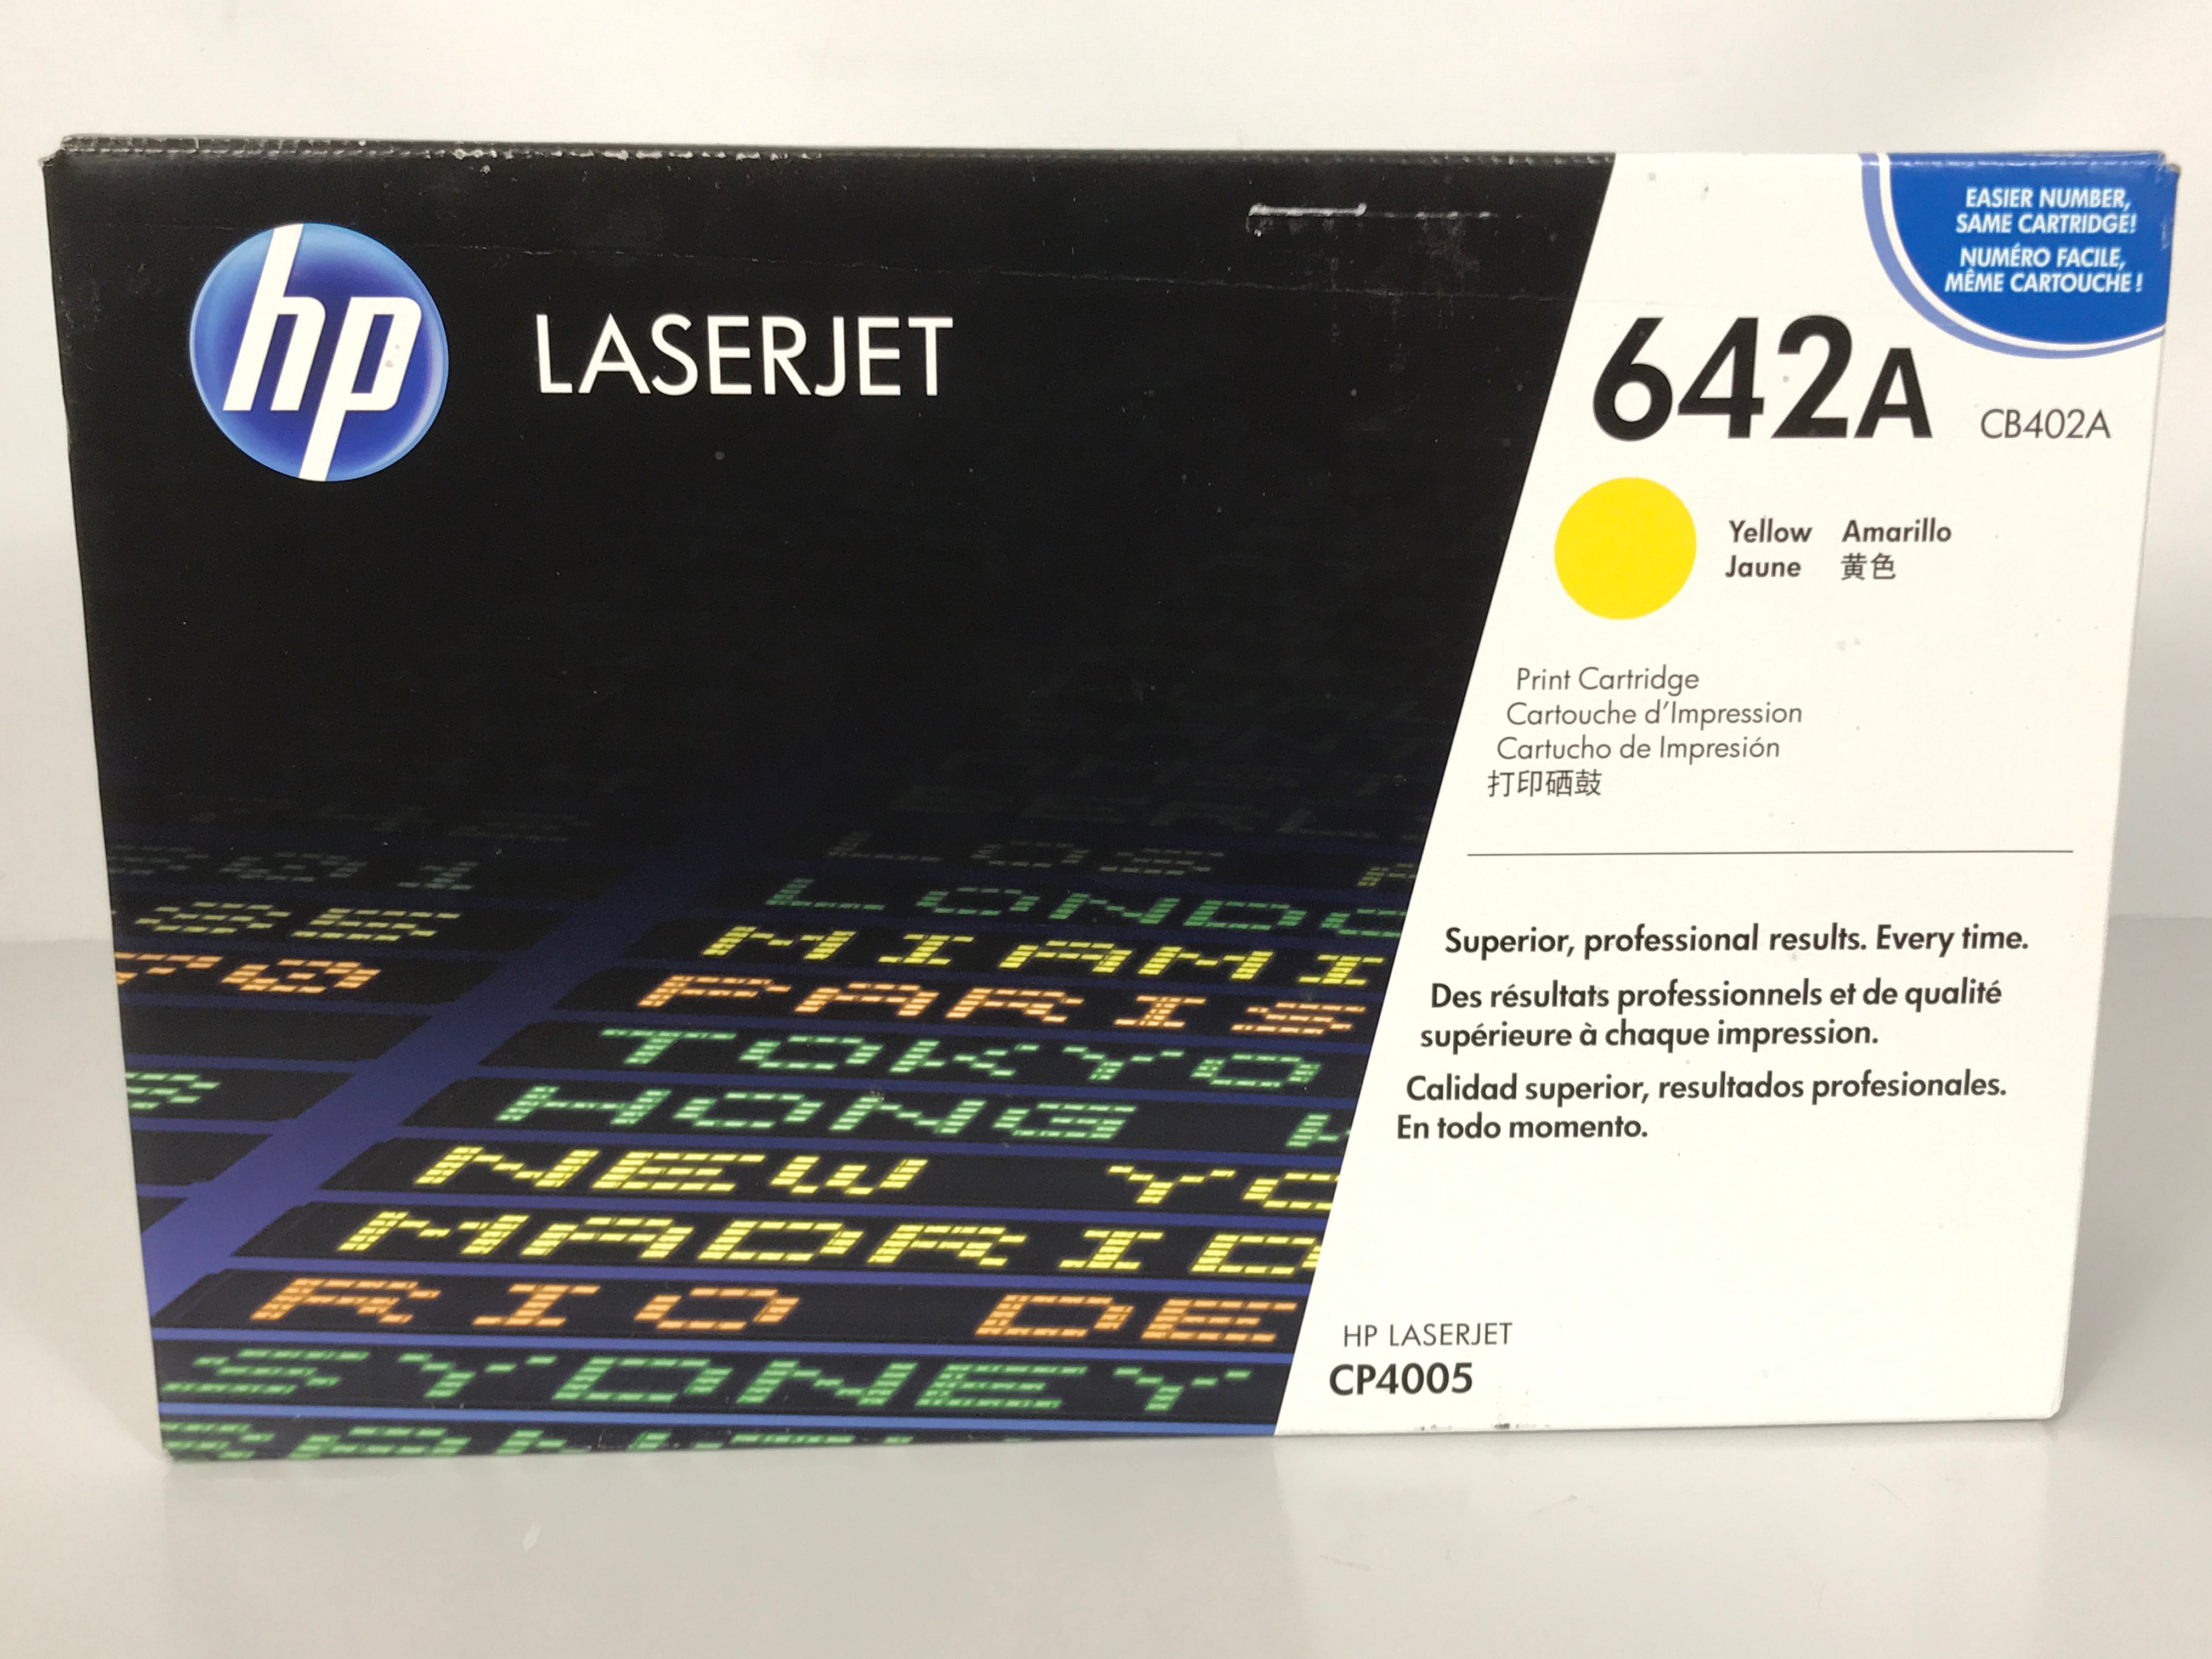 hp
LASERJET
EASIER NUMBER,
SAME CARTRIDGE!
NUMÉRO FACILE,
MÊME CARTOUCHE !
642A CB402A
Yellow Amarillo
Jaune 黄色
Print Cartridge
Cartouche d'Impression
Cartucho de Impresión
打印硒鼓
Superior, professional results. Every time.
Des résultats professionnels et de qualité
supérieure à chaque impression.
Calidad superior, resultados profesionales.
En todo momento.
HP LASERJET
CP4005
LOS
LONDO
MIAMI
PARIS
TOKYO
HONG K
NEW YO
MADRID
RIO DE
SYDNEY